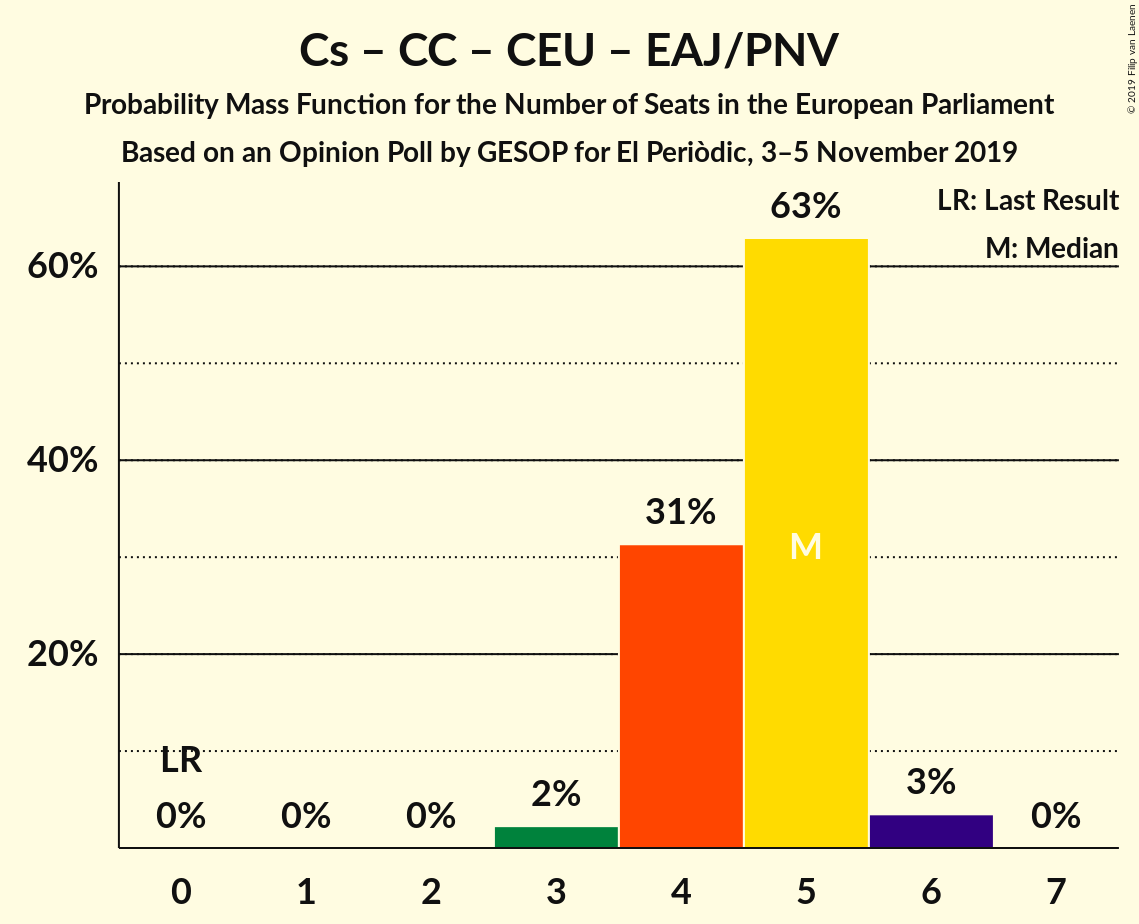 Cs – CC – CEU – EAJ/PNV
Probability Mass Function for the Number of Seats in the European Parliament
Based on an Opinion Poll by GESOP for El Periòdic, 3–5 November 2019
© 2019 Filip van Laenen
LR: Last Result
M: Median
63%
60%
40%
31%
M
20%
LR
0%
0%
0%
2%
3%
0%
0
1
2
3
4
5
6
7